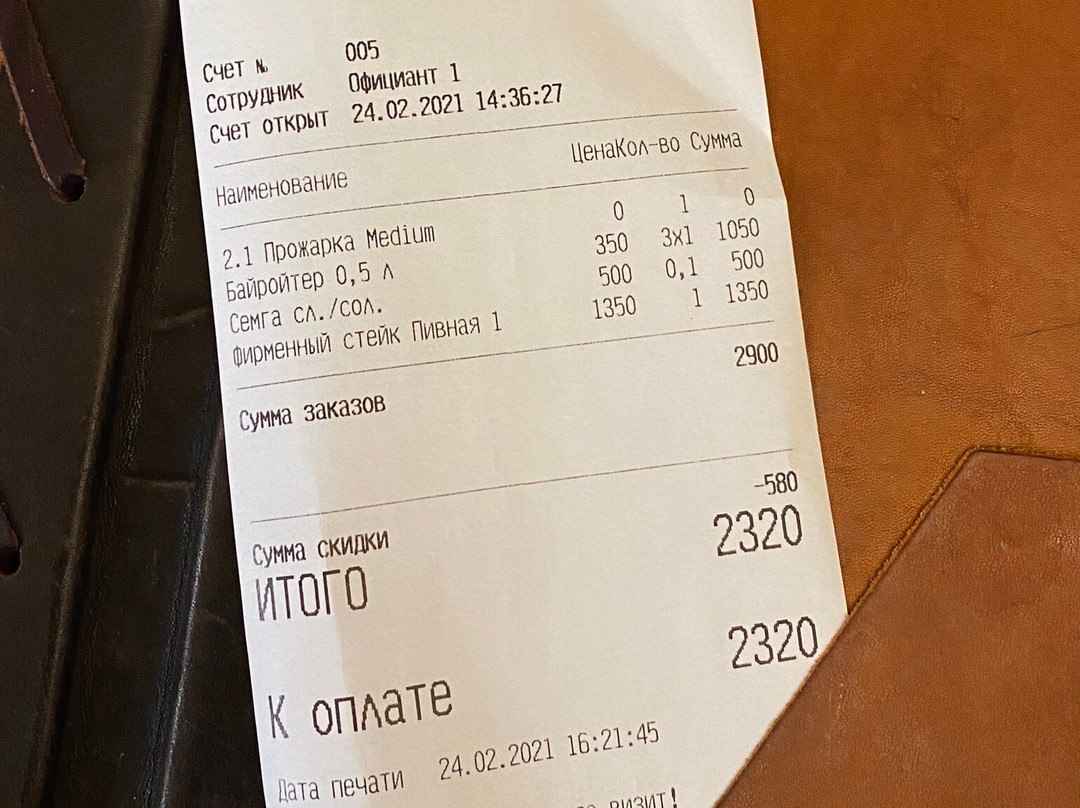 Счет № 005
Сотрудник Официант 1
Счет открыт 24.02.2021 14:36:27
Наименование ЦенаКол-во Сумма
2.1 Прожарка Medium 0 1 0
Байройтер 0,5 л 350 3x1 1050
Семга сл./сол. 500 0,1 500
Фирменный стейк Пивная 1 1350 1 1350
Сумма заказов 2900
Сумма скидки -580
ИТОГО 2320
К оплате 2320
Дата печати 24.02.2021 16:21:45
визит!